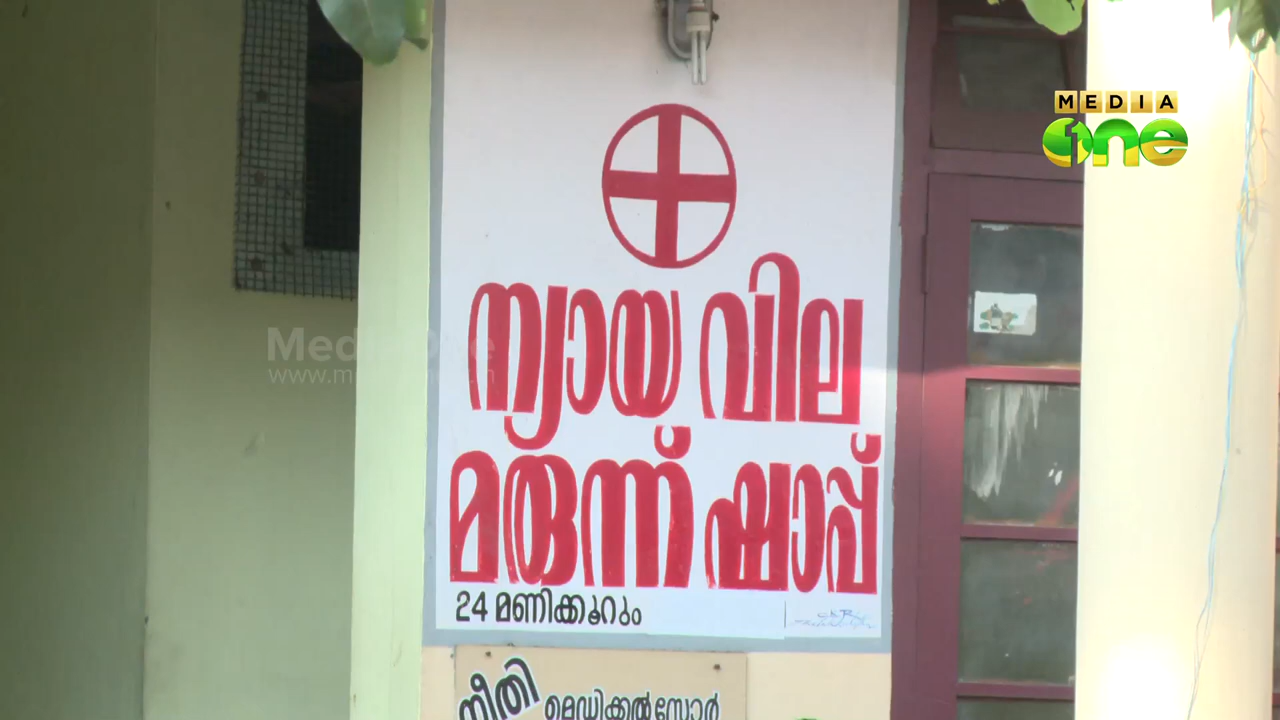 MEDIA
one
ന്യായ വില
മരുന്ന് ഷാപ്പ്
24 മണിക്കൂറും
നീതി മെഡിക്കൽ സ്റ്റോർ